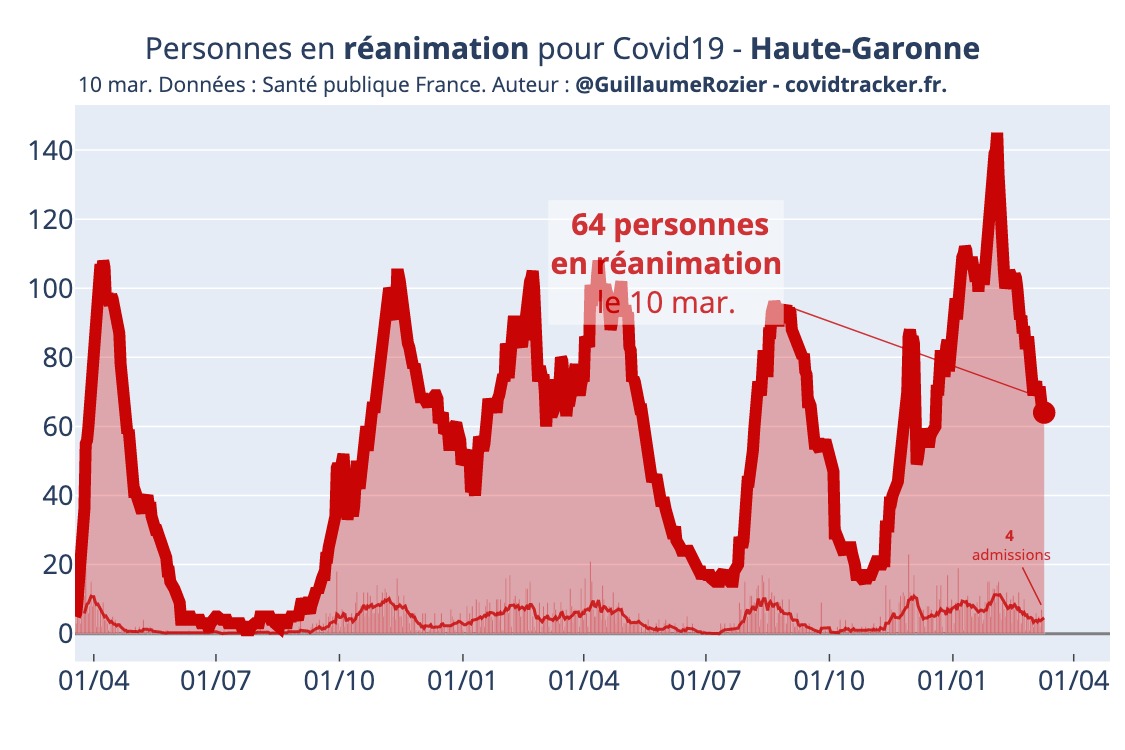 Personnes en réanimation pour Covid19 - Haute-Garonne
10 mar. Données : Santé publique France. Auteur : @GuillaumeRozier - covidtracker.fr.
140
120
100
80
60
40
20
0
64 personnes
en réanimation
le 10 mar.
4
admissions
01/04 01/07 01/10 01/01 01/04 01/07 01/10 01/01 01/04